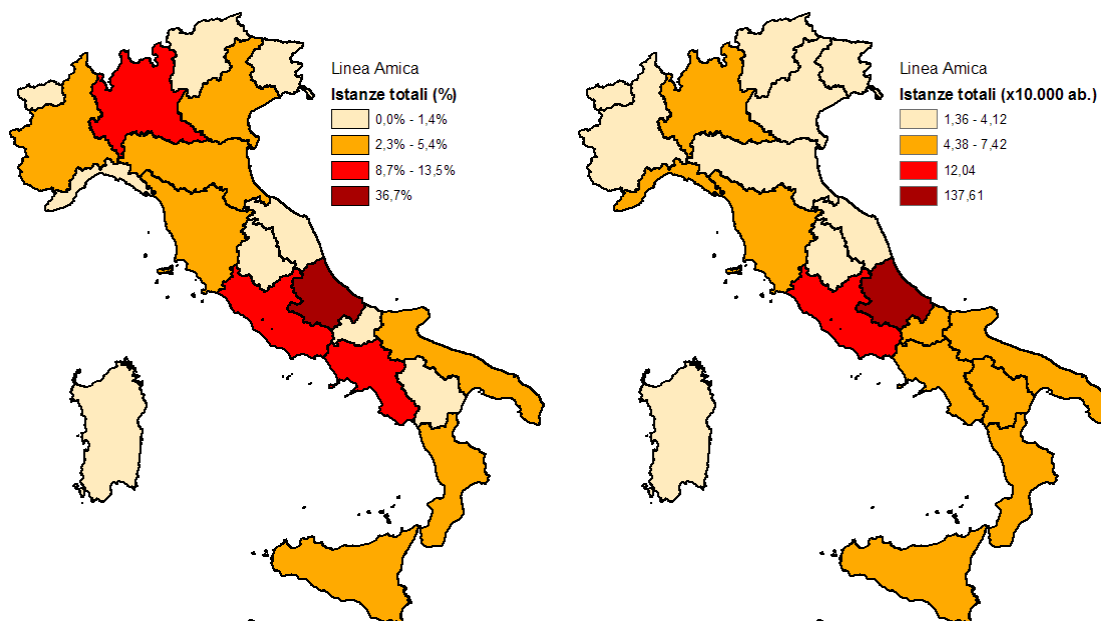 Linea Amica
Istanze totali (%)
0,0% - 1,4%
2,3% - 5,4%
8,7% - 13,5%
36,7%
Linea Amica
Istanze totali (x10.000 ab.)
1,36 - 4,12
4,38 - 7,42
12,04
137,61